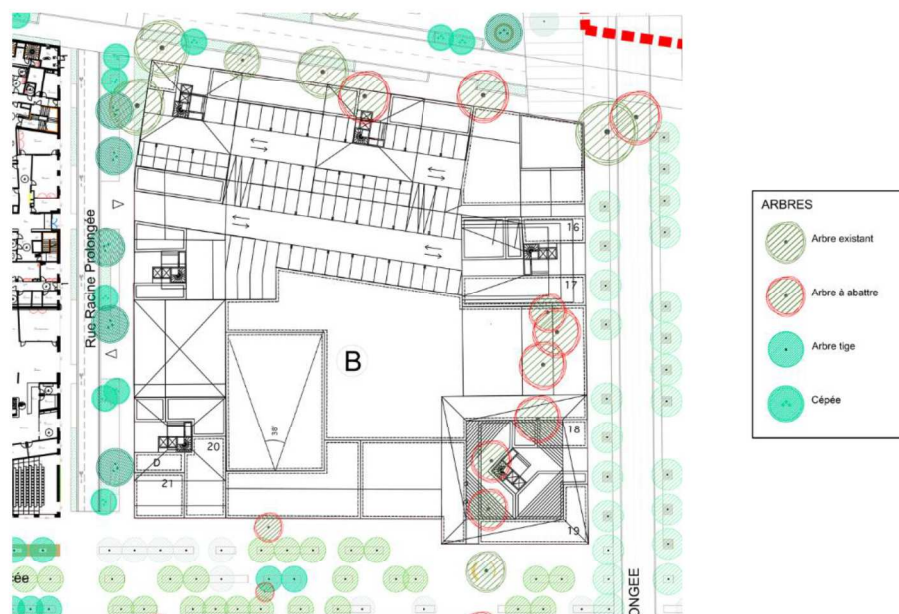 Rue Racine Prolongée
B
16
17
18
19
20
21
D
38
cée
ONGEE
ARBRES
Arbre existant
Arbre à abattre
Arbre tige
Cépée